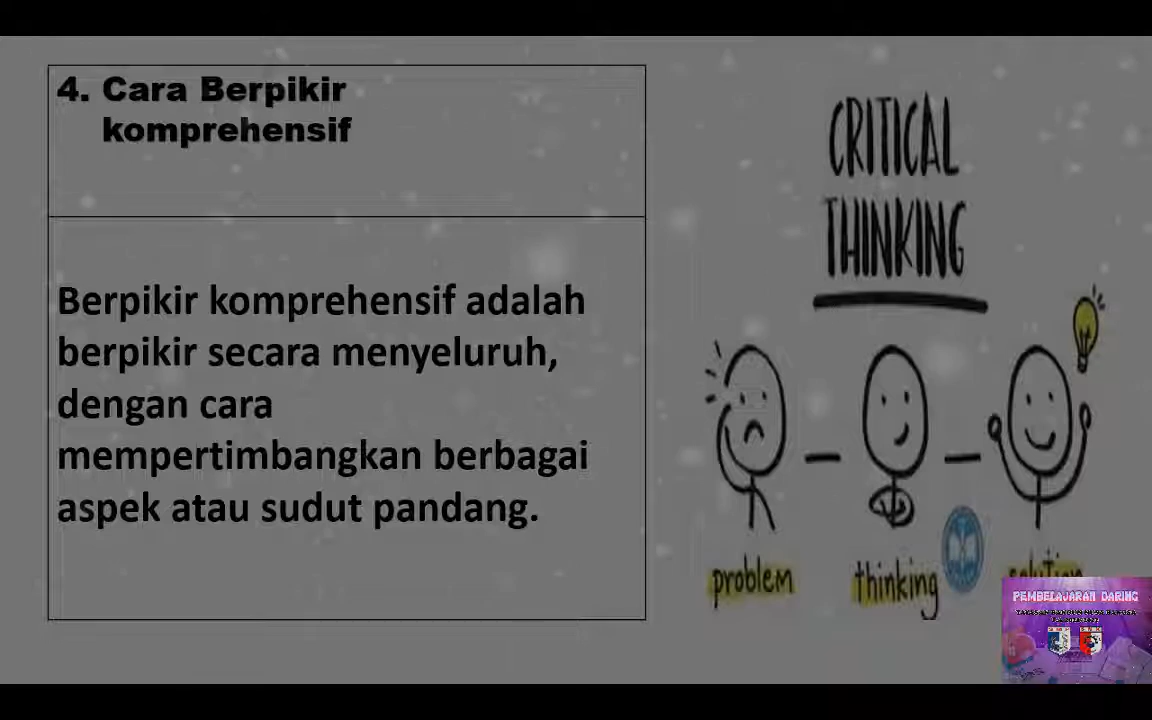 4. Cara Berpikir
komprehensif
Berpikir komprehensif adalah
berpikir secara menyeluruh,
dengan cara
mempertimbangkan berbagai
aspek atau sudut pandang.
CRITICAL
THINKING
problem
thinking
solution
PEMBELAJARAN DARING